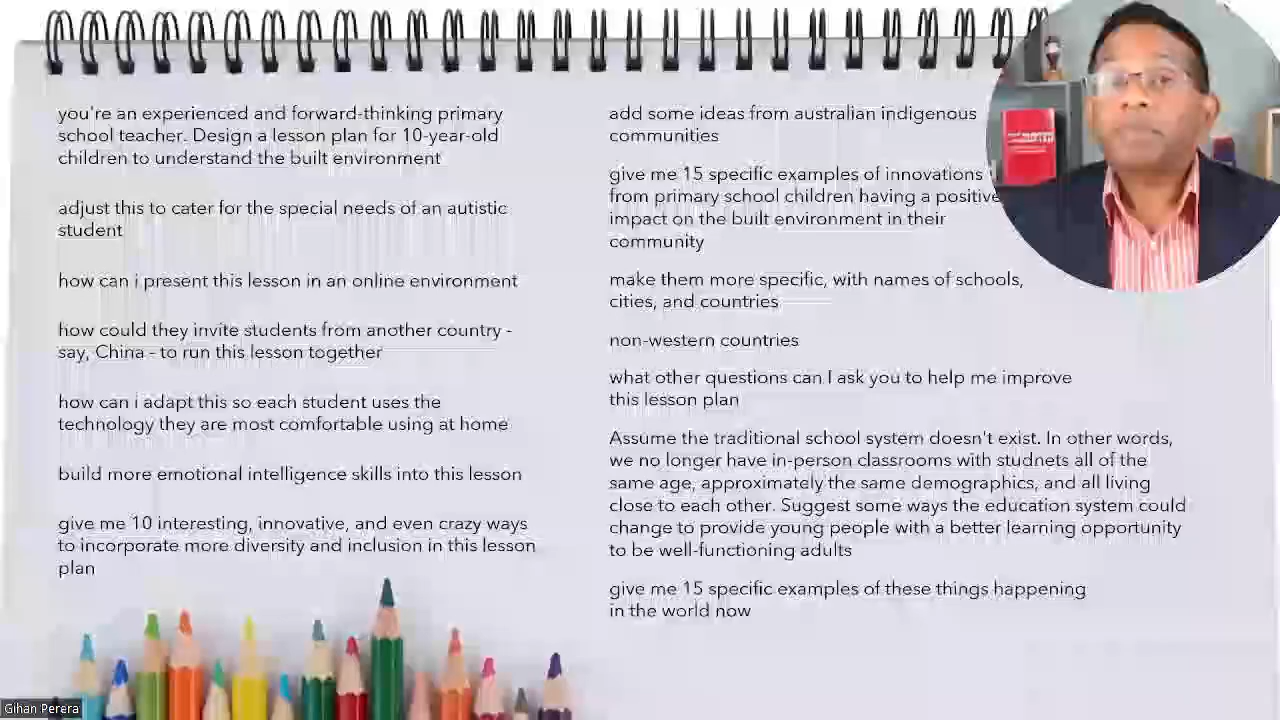 you're an experienced and forward-thinking primary
school teacher. Design a lesson plan for 10-year-old
children to understand the built environment
adjust this to cater for the special needs of an autistic
student
how can i present this lesson in an online environment
how could they invite students from another country -
say, China - to run this lesson together
how can i adapt this so each student uses the
technology they are most comfortable using at home
build more emotional intelligence skills into this lesson
give me 10 interesting, innovative, and even crazy ways
to incorporate more diversity and inclusion in this lesson
plan
add some ideas from australian indigenous
communities
give me 15 specific examples of innovations
from primary school children having a positive
impact on the built environment in their
community
make them more specific, with names of schools,
cities, and countries
non-western countries
what other questions can I ask you to help me improve
this lesson plan
Assume the traditional school system doesn't exist. In other words,
we no longer have in-person classrooms with studnets all of the
same age, approximately the same demographics, and all living
close to each other. Suggest some ways the education system could
change to provide young people with a better learning opportunity
to be well-functioning adults
give me 15 specific examples of these things happening
in the world now
Gihan Perera